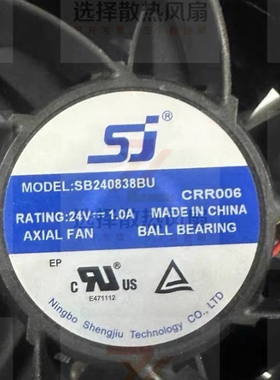 选择散热风扇
SJ
MODEL:SB240838BU
CRR006
RATING:24V⎓1.0A MADE IN CHINA
AXIAL FAN BALL BEARING
EP
C RU US
E471112
Ningbo Shengjiu Technology CO., LTD